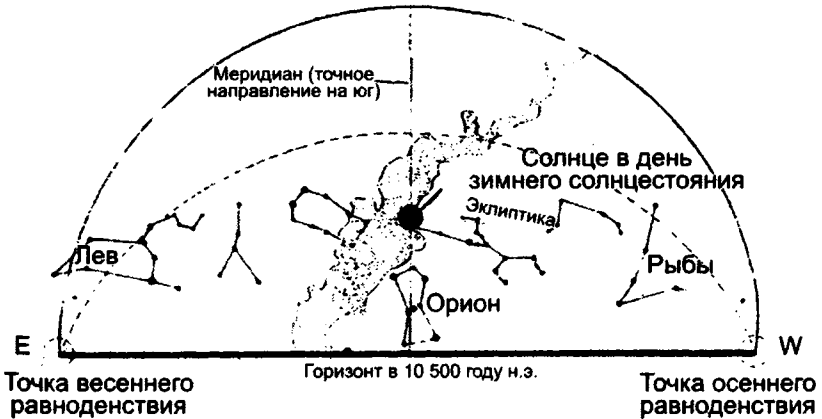 Меридиан (точное
направление на юг)
Солнце в день
зимнего солнцестояния
Эклиптика
Лев
Рыбы
Орион
E
W
Горизонт в 10 500 году н.э.
Точка весеннего
равноденствия
Точка осеннего
равноденствия